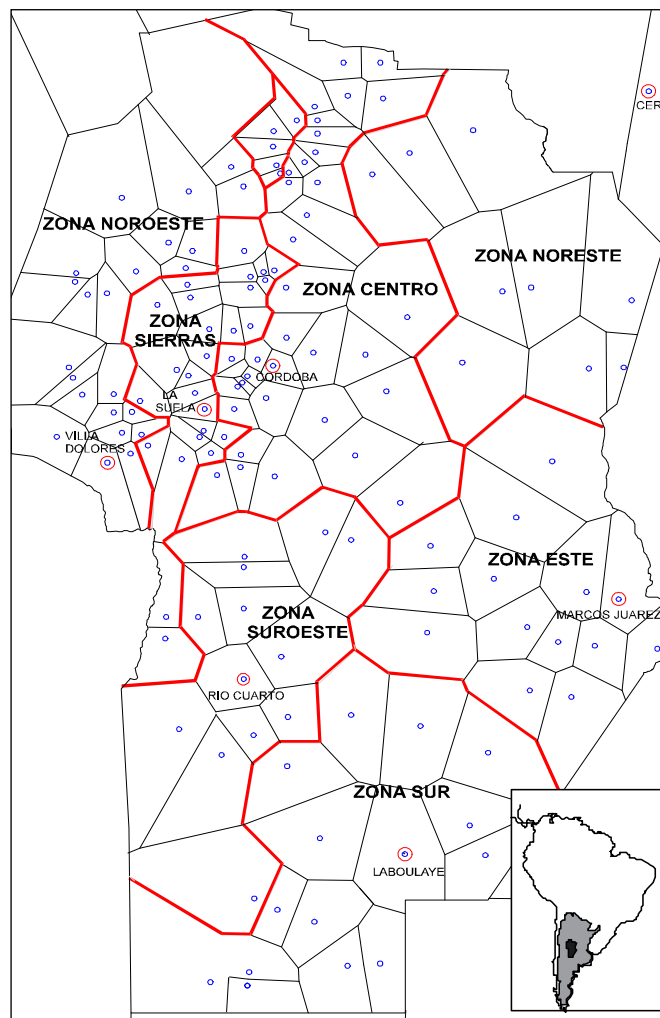 CER
ZONA NOROESTE
ZONA NORESTE
ZONA CENTRO
ZONA
SIERRAS
CORDOBA
LA
SUELA
VILLA
DOLORES
ZONA ESTE
MARCOS JUAREZ
ZONA
SUROESTE
RIO CUARTO
ZONA SUR
LABOULAYE